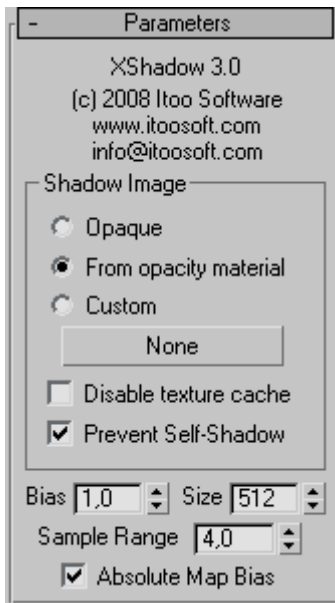 - Parameters
XShadow 3.0
(c) 2008 Itoo Software
www.itoosoft.com
info@itoosoft.com
Shadow Image
Opaque
From opacity material
Custom
None
Disable texture cache
Prevent Self-Shadow
Bias 1,0 Size 512
Sample Range 4,0
Absolute Map Bias